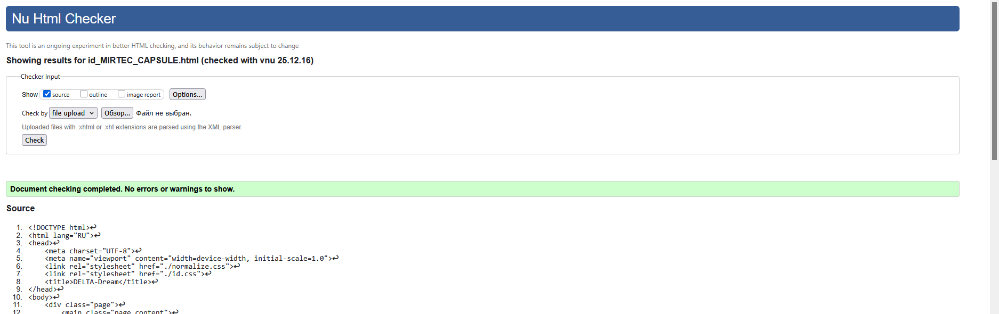 Nu Html Checker
This tool is an ongoing experiment in better HTML checking, and its behavior remains subject to change
Showing results for id_MIRTEC_CAPSULE.html (checked with vnu 25.12.16)
Checker Input
Show source outline image report Options...
Check by file upload Обзор... Файл не выбран.
Uploaded files with .xhtml or .xht extensions are parsed using the XML parser.
Check
Document checking completed. No errors or warnings to show.
Source
1. <!DOCTYPE html>↩
2. <html lang="RU">↩
3. <head>↩
4. <meta charset="UTF-8">↩
5. <meta name="viewport" content="width=device-width, initial-scale=1.0">↩
6. <link rel="stylesheet" href="./normalize.css">↩
7. <link rel="stylesheet" href="./id.css">↩
8. <title>DELTA-Dream</title>↩
9. </head>↩
10. <body>↩
11. <div class="page">↩
12. <main class="page_content">↩